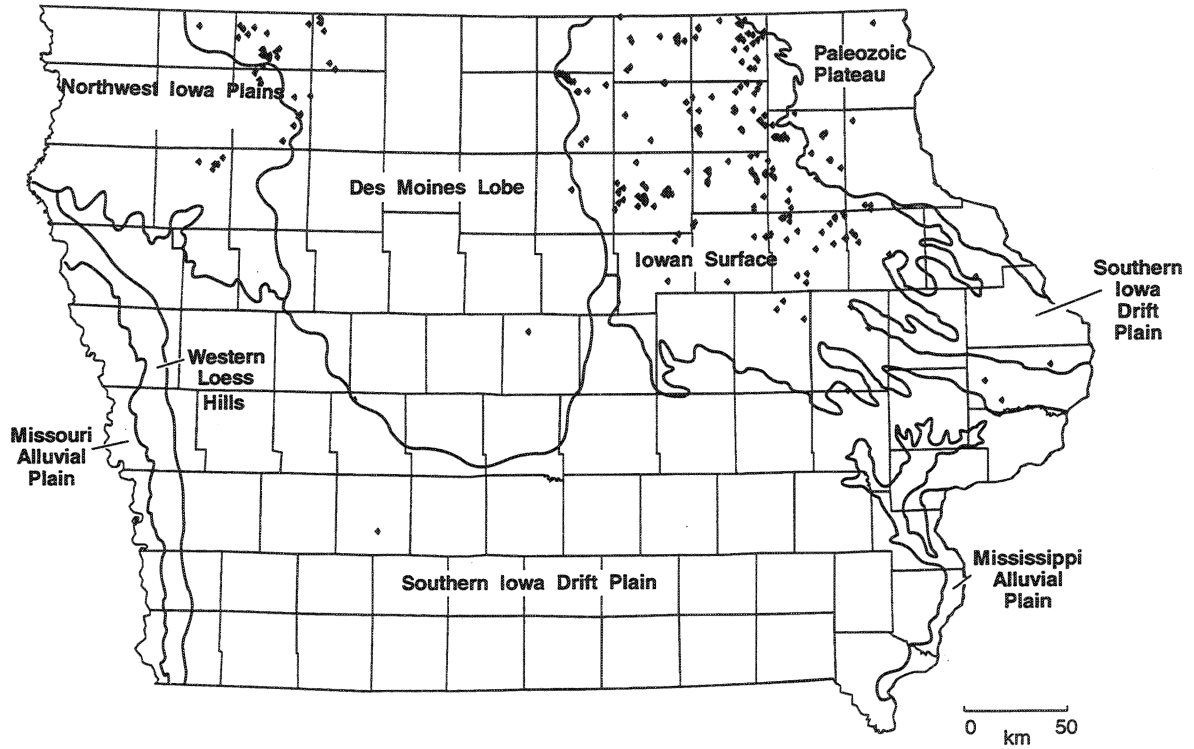 Paleozoic
Plateau
Northwest Iowa Plains
Des Moines Lobe
Iowan Surface
Southern
Iowa
Drift
Plain
Western
Loess
Hills
Missouri
Alluvial
Plain
Mississippi
Alluvial
Plain
Southern Iowa Drift Plain
0 50
km